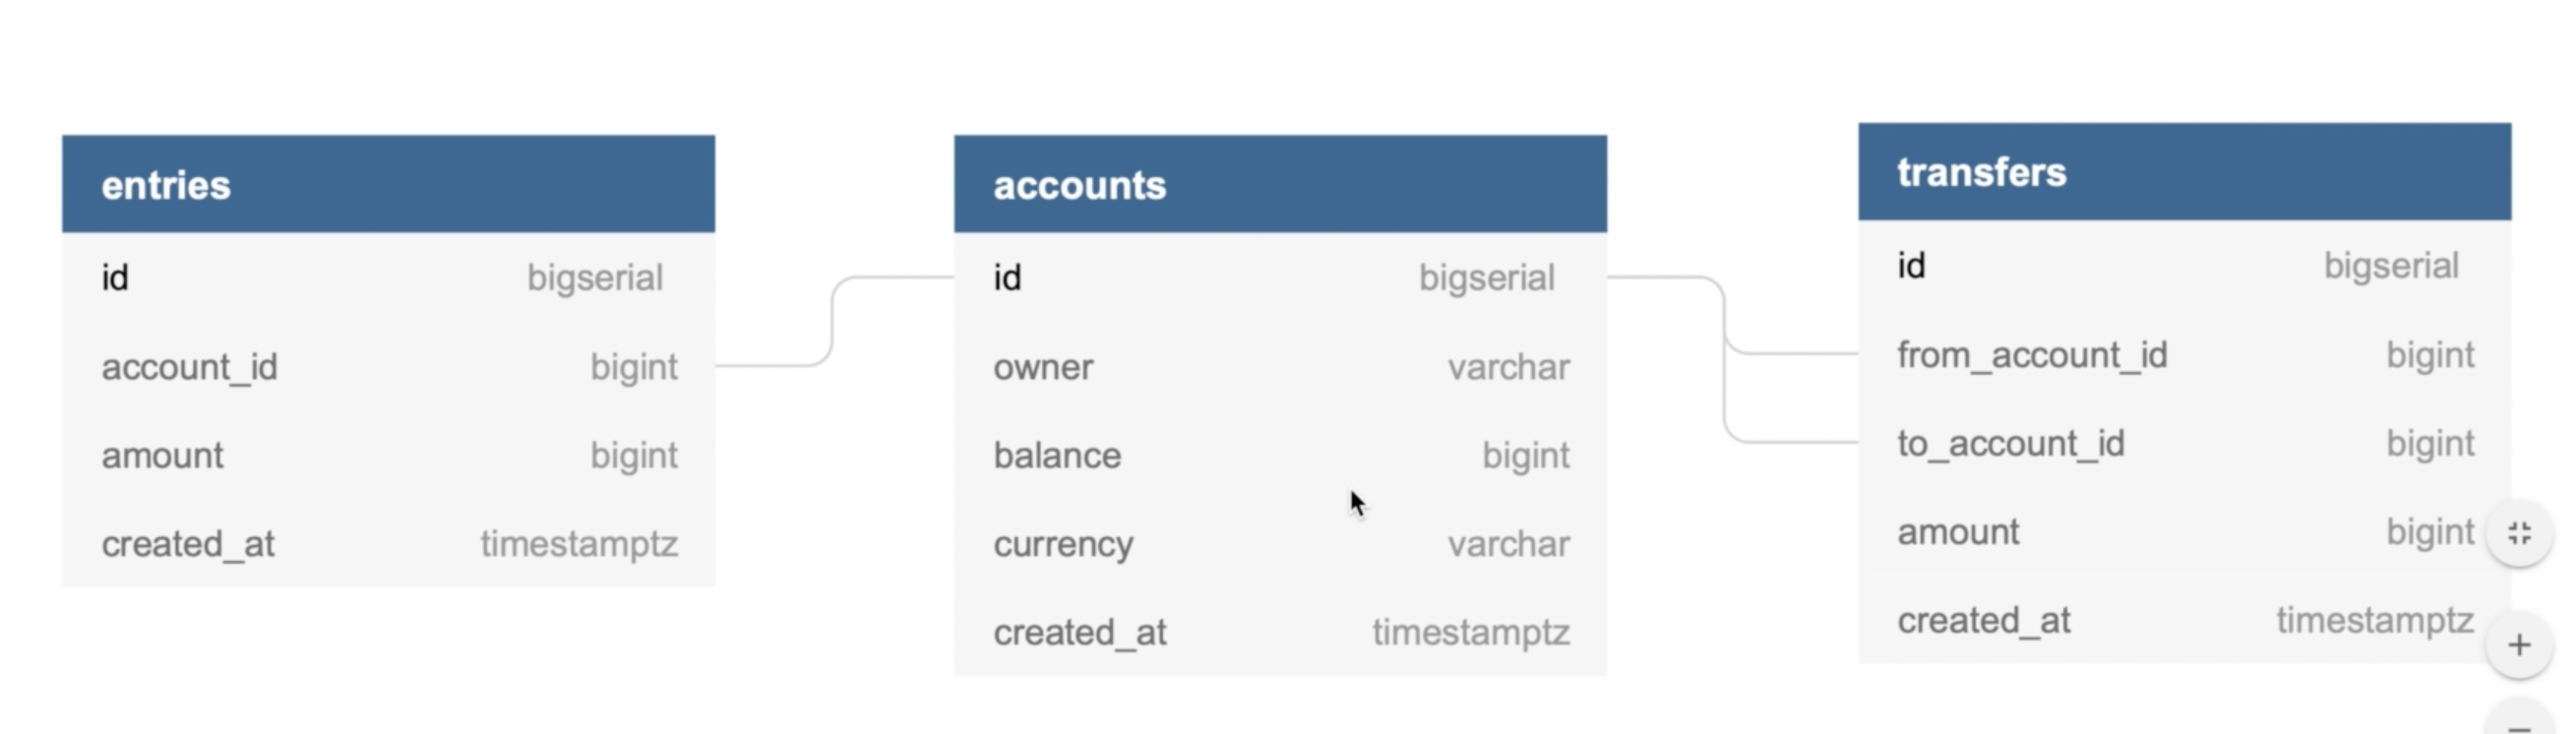 entries
id bigserial
account_id bigint
amount bigint
created_at timestamptz
accounts
id bigserial
owner varchar
balance bigint
currency varchar
created_at timestamptz
transfers
id bigserial
from_account_id bigint
to_account_id bigint
amount bigint
created_at timestamptz